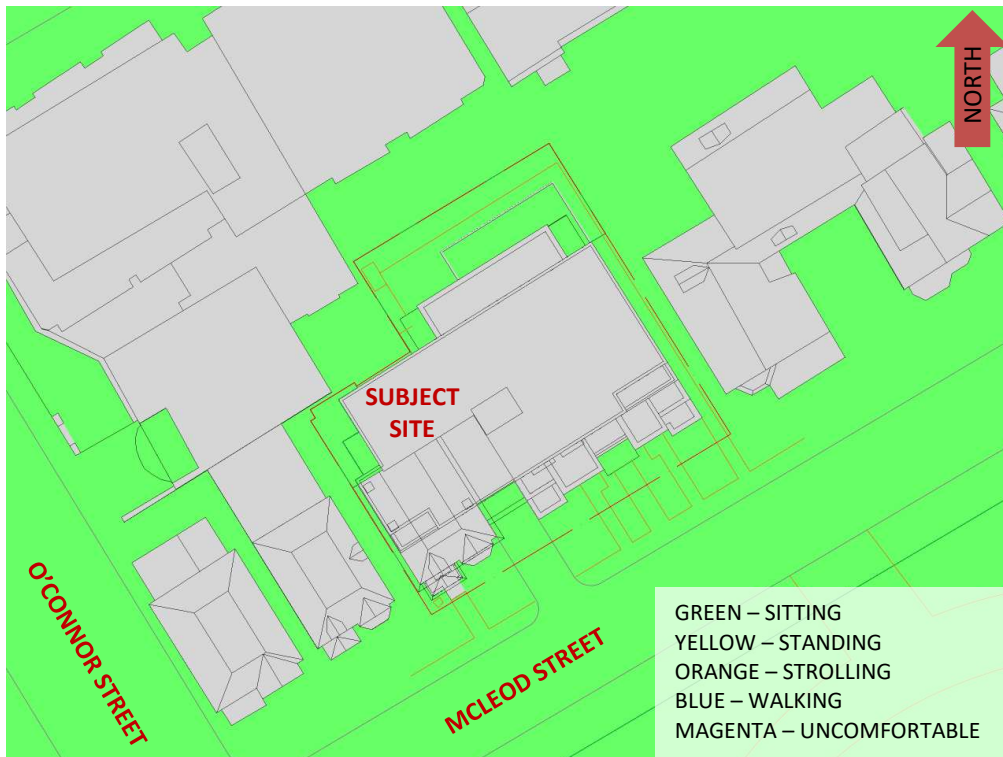 NORTH
SUBJECT
SITE
O'CONNOR STREET
MCLEOD STREET
GREEN – SITTING
YELLOW – STANDING
ORANGE – STROLLING
BLUE – WALKING
MAGENTA – UNCOMFORTABLE